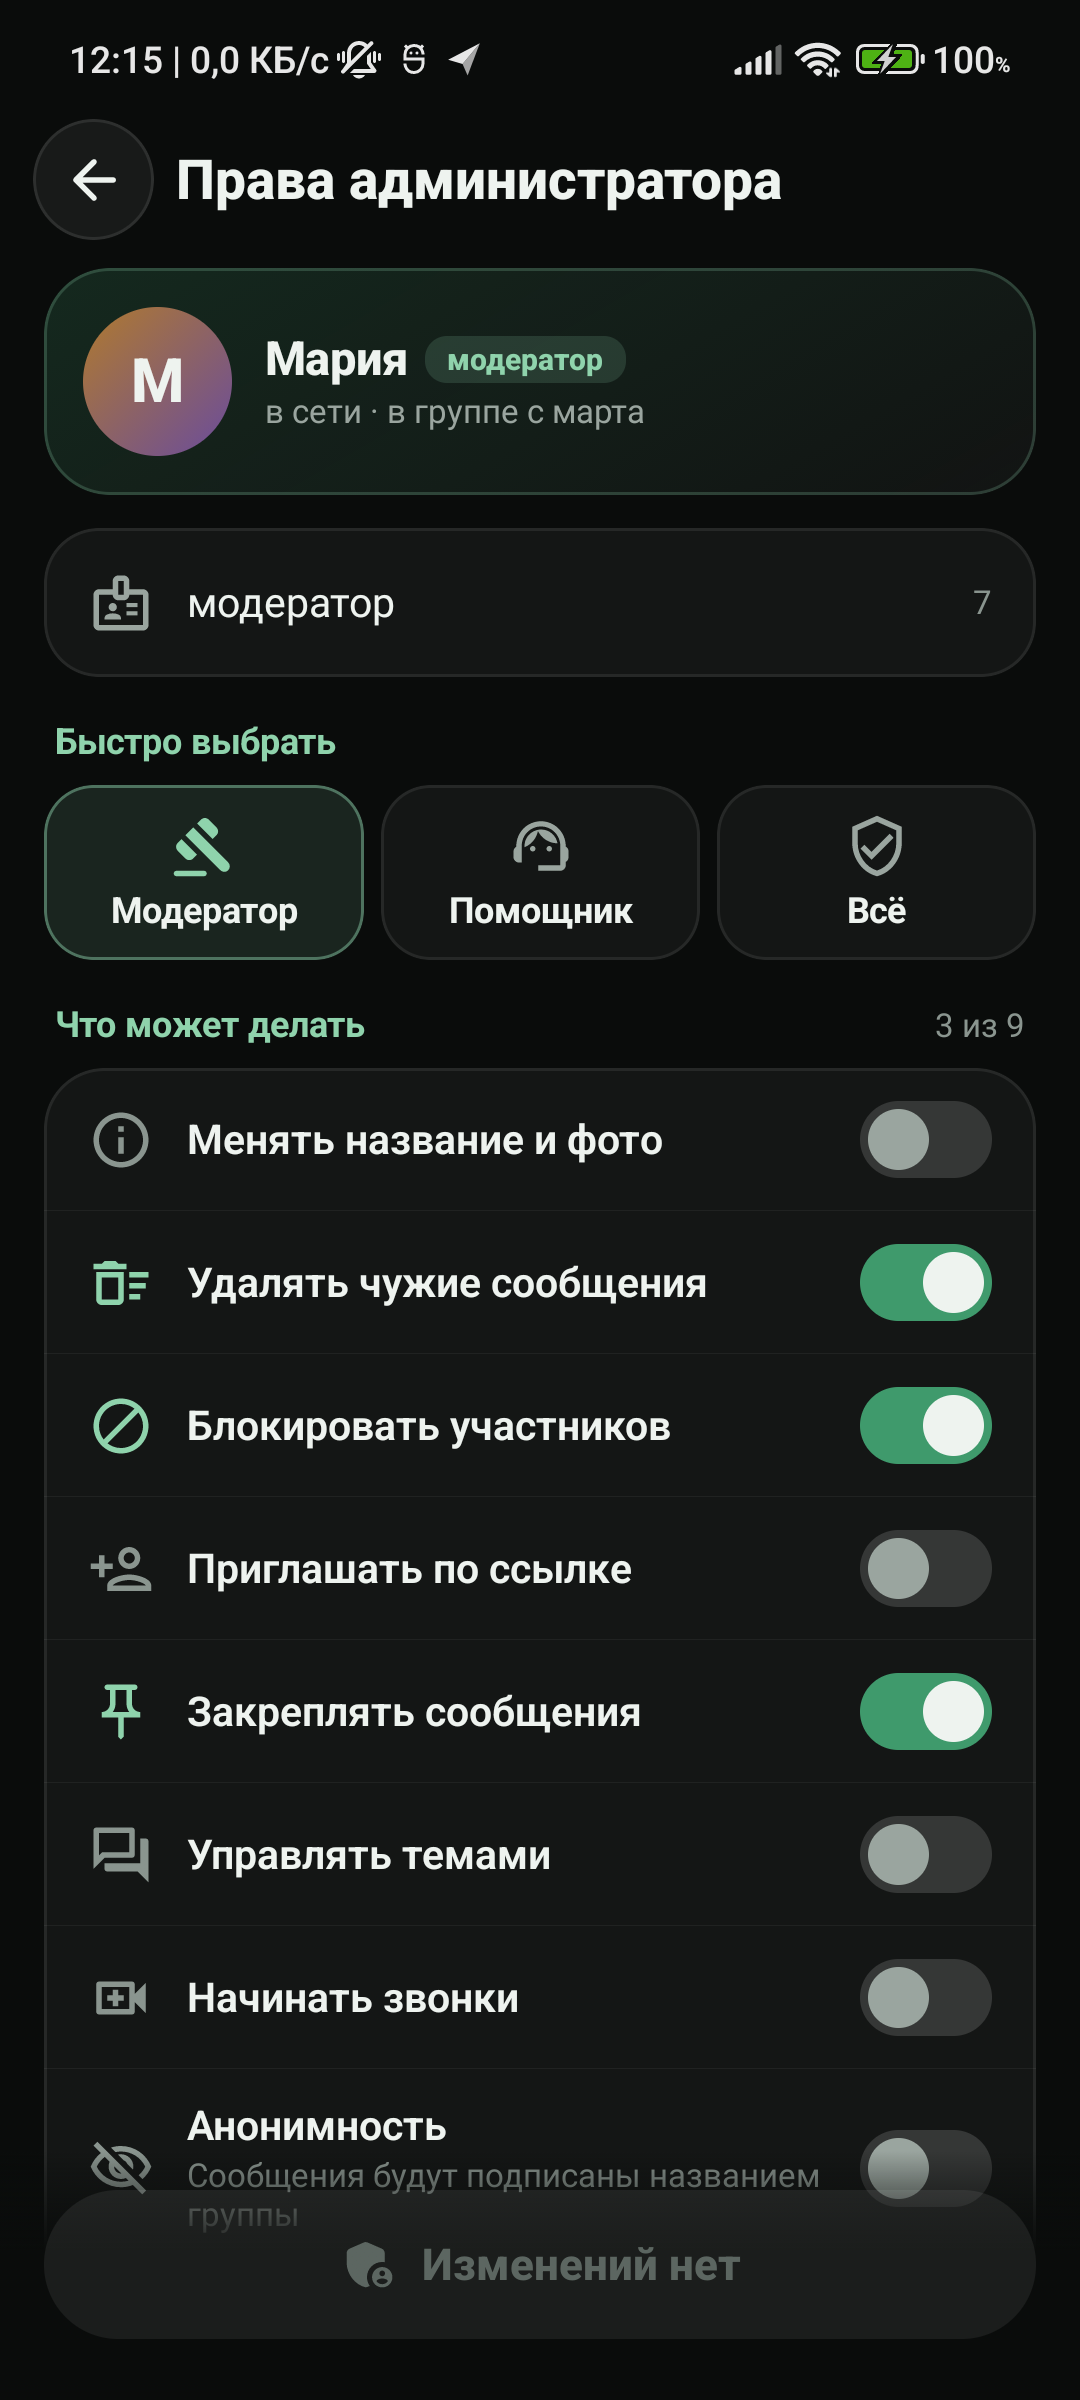 12:15 | 0,0 КБ/с
100%
Права администратора
М
Мария
модератор
в сети · в группе с марта
модератор
7
Быстро выбрать
Модератор
Помощник
Всё
Что может делать
3 из 9
Менять название и фото
Удалять чужие сообщения
Блокировать участников
Приглашать по ссылке
Закреплять сообщения
Управлять темами
Начинать звонки
Анонимность
Сообщения будут подписаны названием
группы
Изменений нет